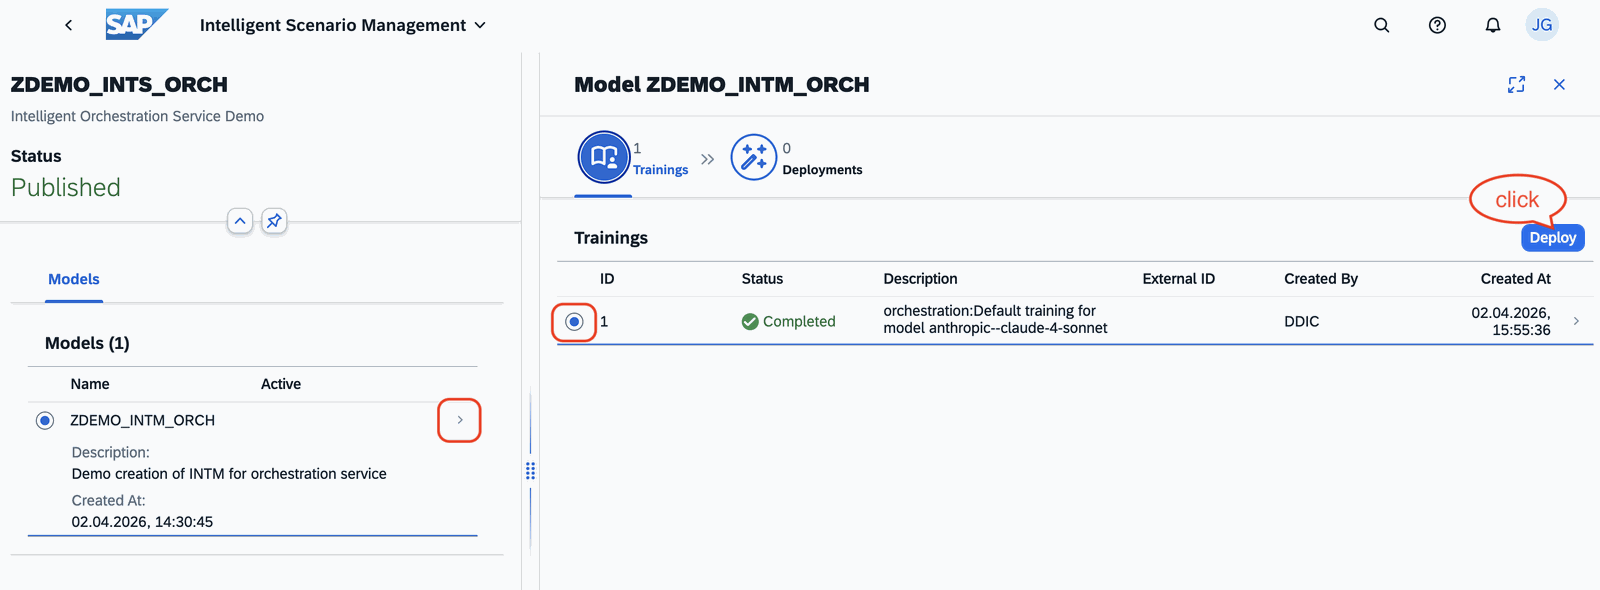 SAP
Intelligent Scenario Management
JG
ZDEMO_INTS_ORCH
Intelligent Orchestration Service Demo
Status
Published
Models
Models (1)
Name Active
ZDEMO_INTM_ORCH
Description:
Demo creation of INTM for orchestration service
Created At:
02.04.2026, 14:30:45
Model ZDEMO_INTM_ORCH
1
Trainings
0
Deployments
click
Trainings
Deploy
ID Status Description External ID Created By Created At
1 Completed orchestration:Default training for DDIC 02.04.2026,
model anthropic--claude-4-sonnet 15:55:36